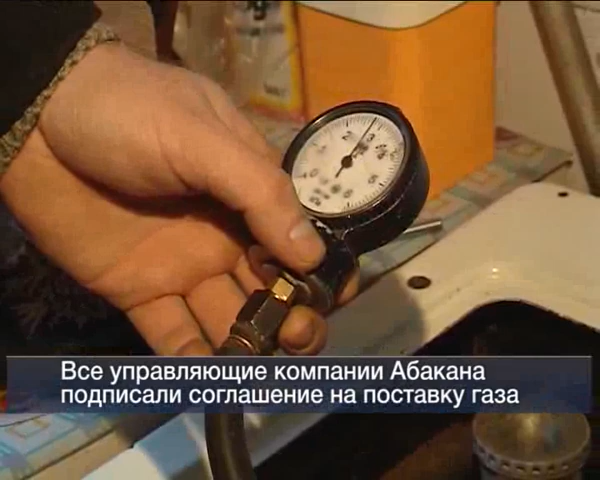 Все управляющие компании Абакана
подписали соглашение на поставку газа